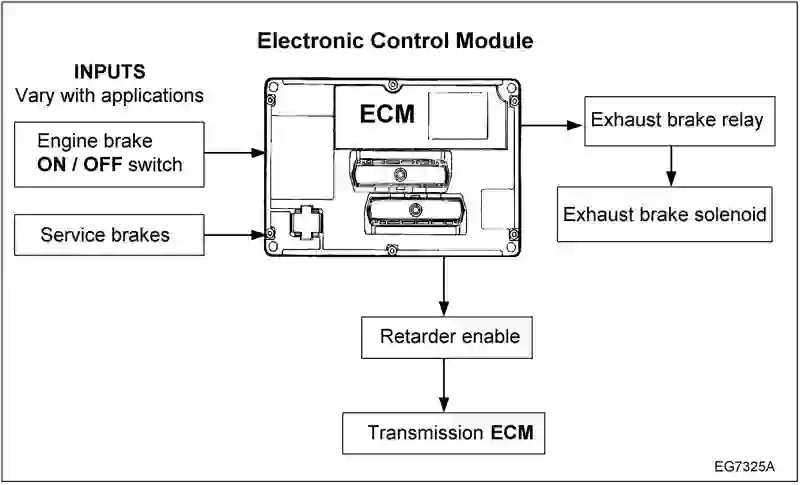 Electronic Control Module
INPUTS
Vary with applications
Engine brake
ON / OFF switch
Service brakes
ECM
Exhaust brake relay
Exhaust brake solenoid
Retarder enable
Transmission ECM
EG7325A